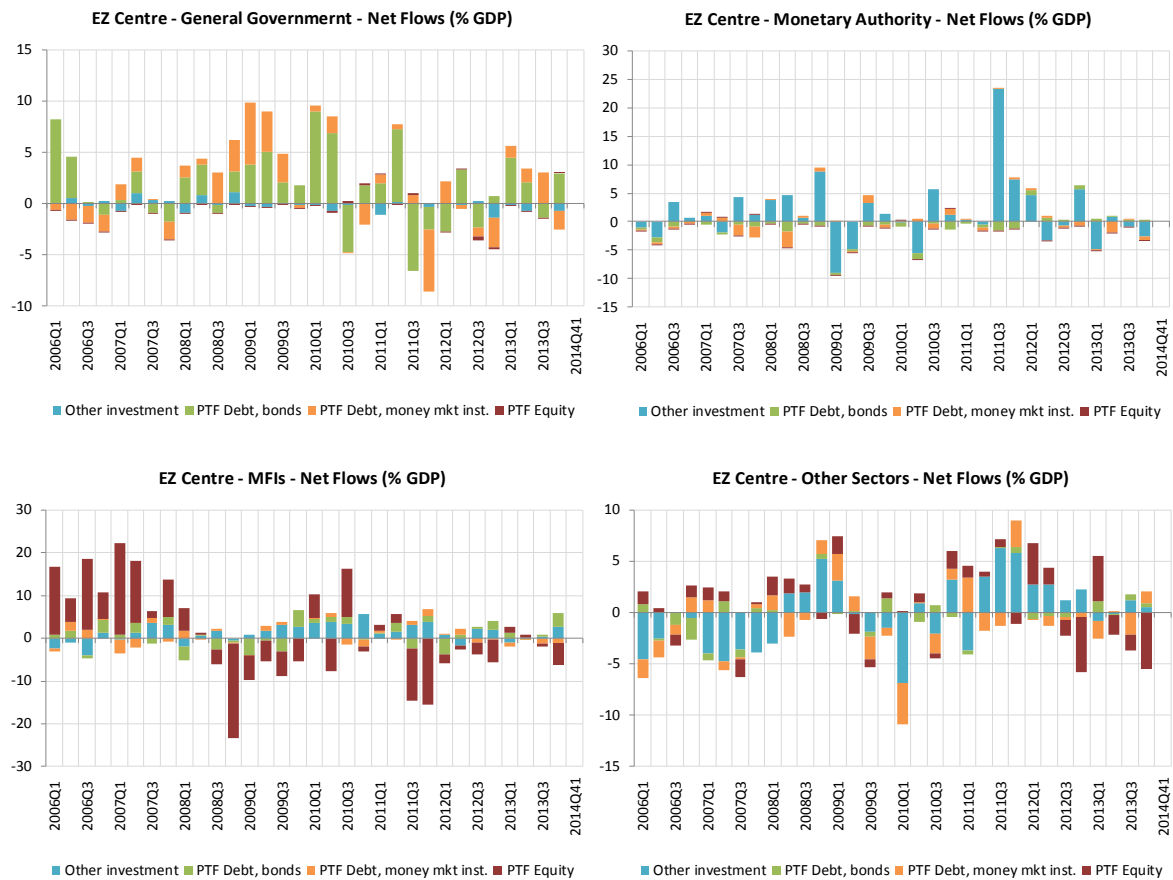 EZ Centre - General Governemnt - Net Flows (% GDP)
15
10
5
0
-5
-10
2006Q1
2006Q3
2007Q1
2007Q3
2008Q1
2008Q3
2009Q1
2009Q3
2010Q1
2010Q3
2011Q1
2011Q3
2012Q1
2012Q3
2013Q1
2013Q3
2014Q41
Other investment PTF Debt, bonds PTF Debt, money mkt inst. PTF Equity
EZ Centre - Monetary Authority - Net Flows (% GDP)
30
25
20
15
10
5
0
-5
-10
-15
2006Q1
2006Q3
2007Q1
2007Q3
2008Q1
2008Q3
2009Q1
2009Q3
2010Q1
2010Q3
2011Q1
2011Q3
2012Q1
2012Q3
2013Q1
2013Q3
2014Q41
Other investment PTF Debt, bonds PTF Debt, money mkt inst. PTF Equity
EZ Centre - MFIs - Net Flows (% GDP)
30
20
10
0
-10
-20
-30
2006Q1
2006Q3
2007Q1
2007Q3
2008Q1
2008Q3
2009Q1
2009Q3
2010Q1
2010Q3
2011Q1
2011Q3
2012Q1
2012Q3
2013Q1
2013Q3
2014Q41
Other investment PTF Debt, bonds PTF Debt, money mkt inst. PTF Equity
EZ Centre - Other Sectors - Net Flows (% GDP)
10
5
0
-5
-10
-15
2006Q1
2006Q3
2007Q1
2007Q3
2008Q1
2008Q3
2009Q1
2009Q3
2010Q1
2010Q3
2011Q1
2011Q3
2012Q1
2012Q3
2013Q1
2013Q3
2014Q41
Other investment PTF Debt, bonds PTF Debt, money mkt inst. PTF Equity